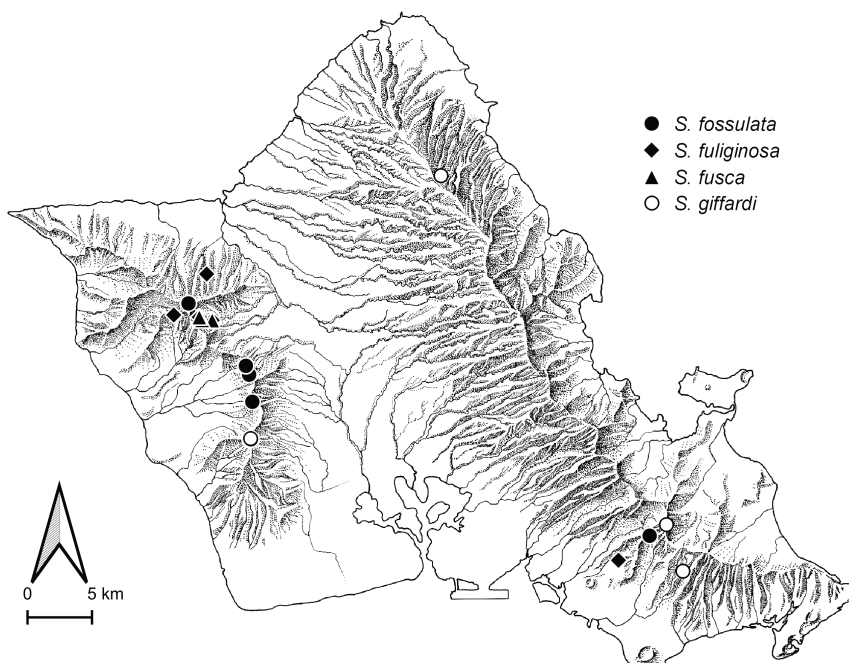 S. fossulata
S. fuliginosa
S. fusca
S. giffardi
0 5 km